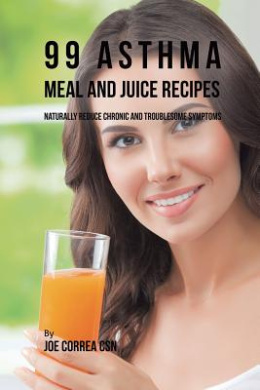 99 ASTHMA
MEAL AND JUICE RECIPES
NATURALLY REDUCE CHRONIC AND TROUBLESOME SYMPTOMS
By
JOE CORREA CSN